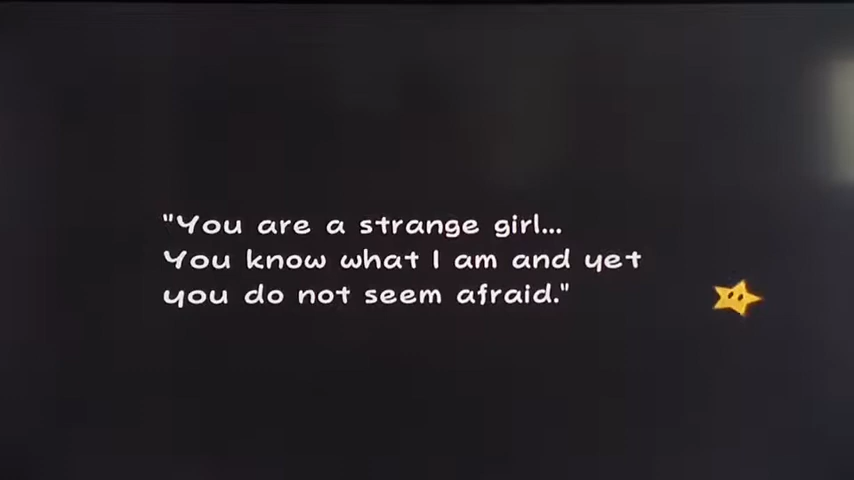 "You are a strange girl...
You know what I am and yet
you do not seem afraid."